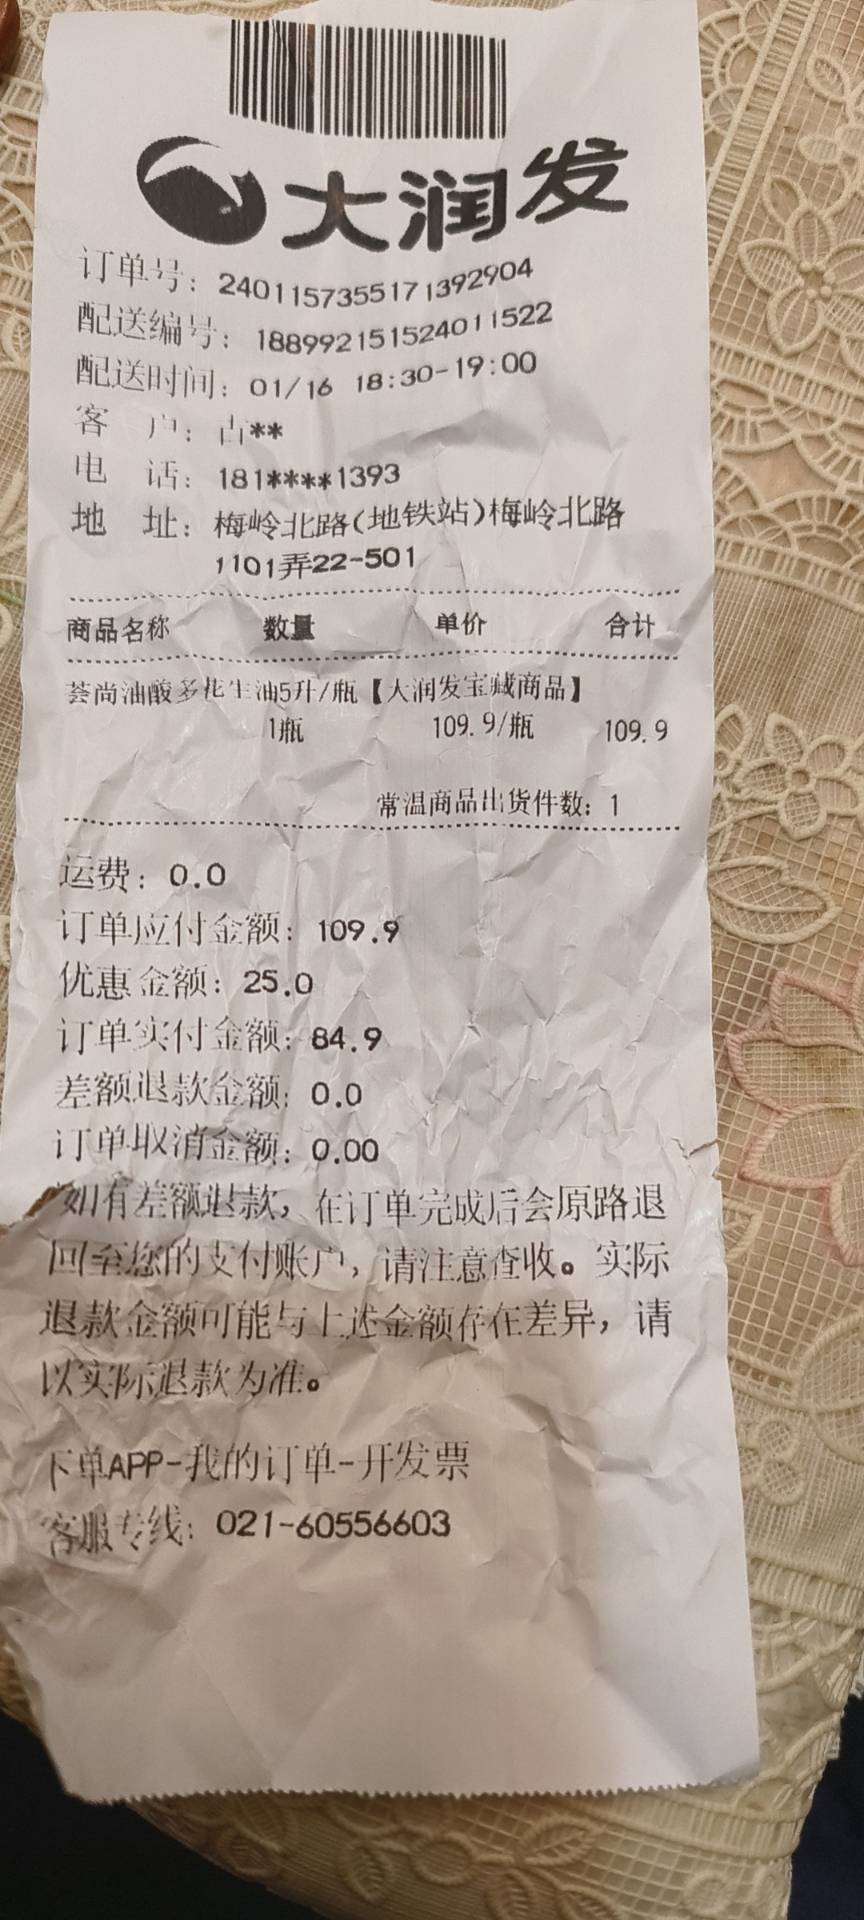 大润发
订单号：2401157355171392904
配送编号：188992151524011522
配送时间：01/16 18:30-19:00
客 户：古**
电 话：181****1393
地 址：梅岭北路(地铁站)梅岭北路
1101弄22-501
商品名称 数量 单价 合计
荟尚油酸多花生油5升/瓶【大润发宝藏商品】
1瓶 109.9/瓶 109.9
常温商品出货件数：1
运费：0.0
订单应付金额：109.9
优惠金额：25.0
订单实付金额：84.9
差额退款金额：0.0
订单取消金额：0.00
如有差额退款，在订单完成后会原路退
回至您的支付账户，请注意查收。实际
退款金额可能与上述金额存在差异，请
以实际退款为准。
下单APP-我的订单-开发票
客服专线：021-60556603